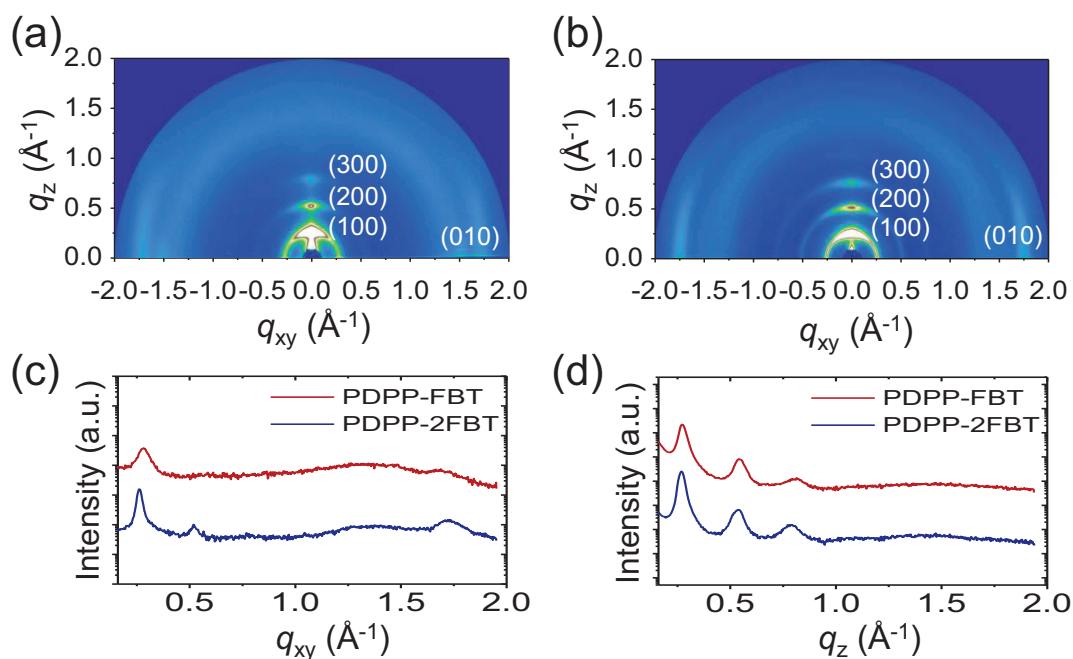 (a)
2.0
1.5
1.0
0.5
0.0
qz (Å-1)
(300)
(200)
(100)
(010)
-2.0 -1.5 -1.0 -0.5 0.0 0.5 1.0 1.5 2.0
qxy (Å-1)
(b)
2.0
1.5
1.0
0.5
0.0
qz (Å-1)
(300)
(200)
(100)
(010)
-2.0 -1.5 -1.0 -0.5 0.0 0.5 1.0 1.5 2.0
qxy (Å-1)
(c)
Intensity (a.u.)
PDPP-FBT
PDPP-2FBT
0.5 1.0 1.5 2.0
qxy (Å-1)
(d)
Intensity (a.u.)
PDPP-FBT
PDPP-2FBT
0.5 1.0 1.5 2.0
qz (Å-1)